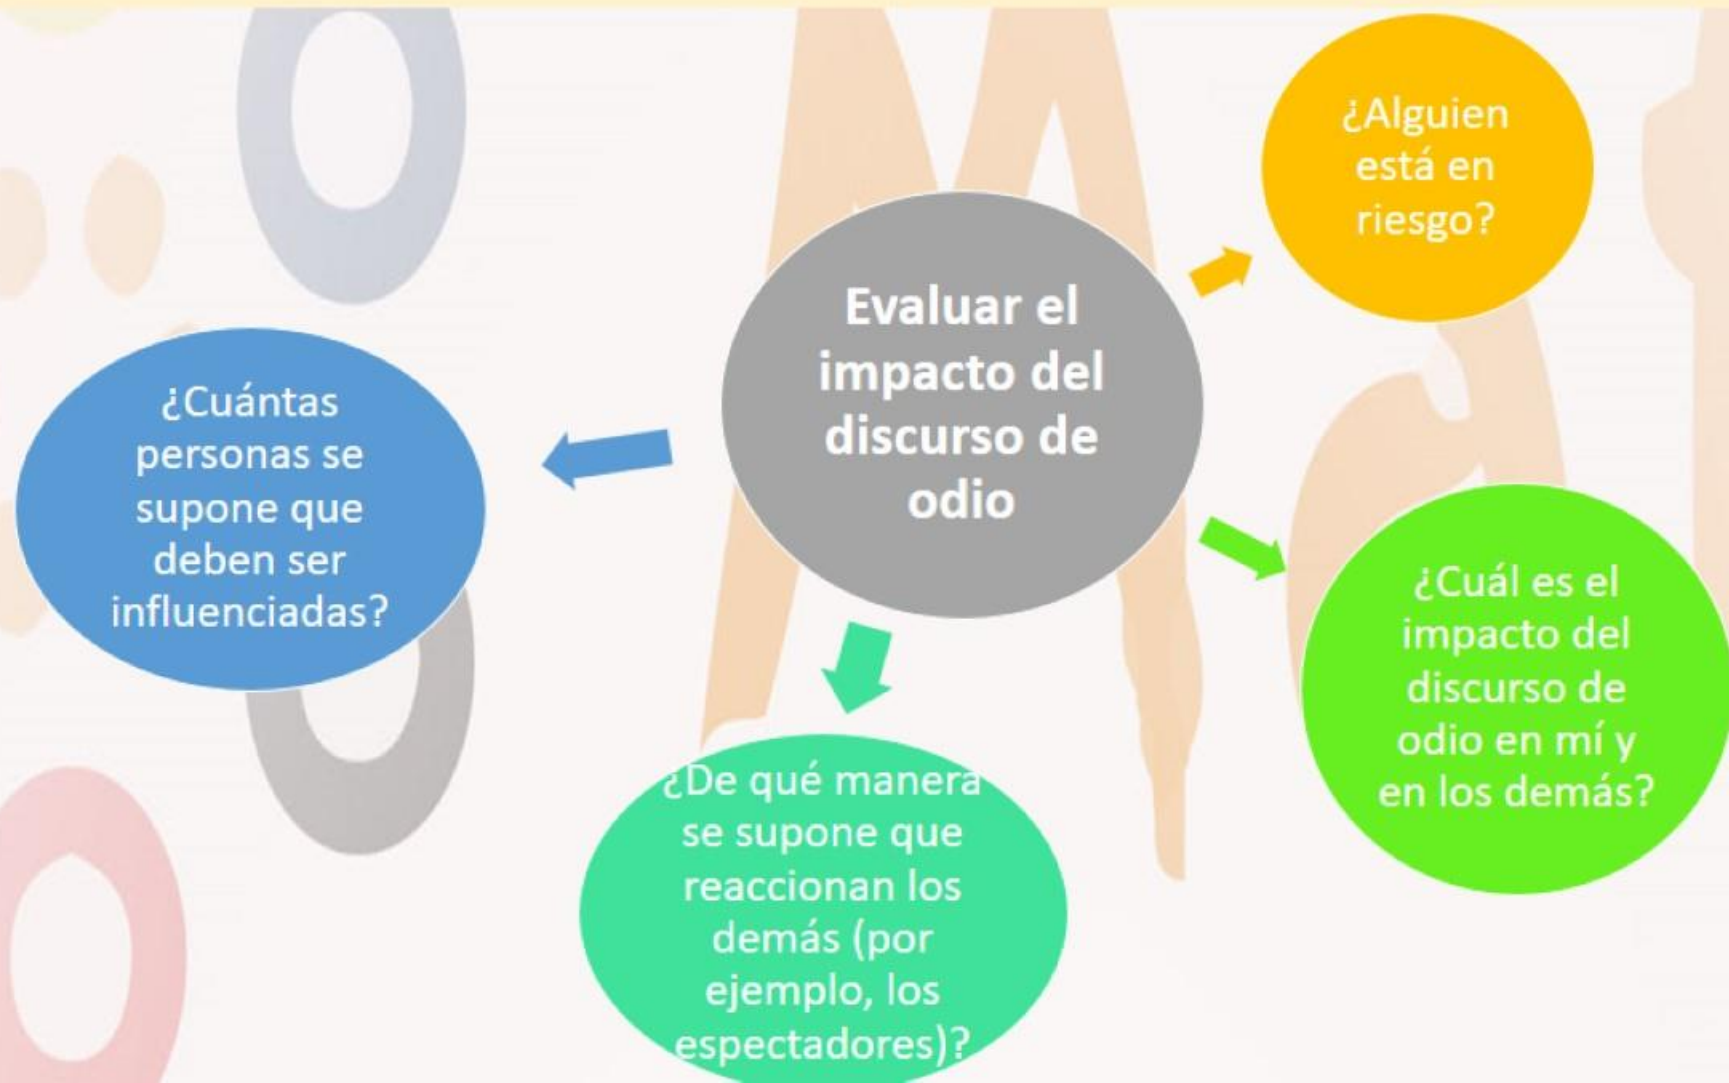 ¿Alguien
está en
riesgo?
Evaluar el
impacto del
discurso de
odio
¿Cuántas
personas se
supone que
deben ser
influenciadas?
¿Cuál es el
impacto del
discurso de
odio en mí y
en los demás?
¿De qué manera
se supone que
reaccionan los
demás (por
ejemplo, los
espectadores)?